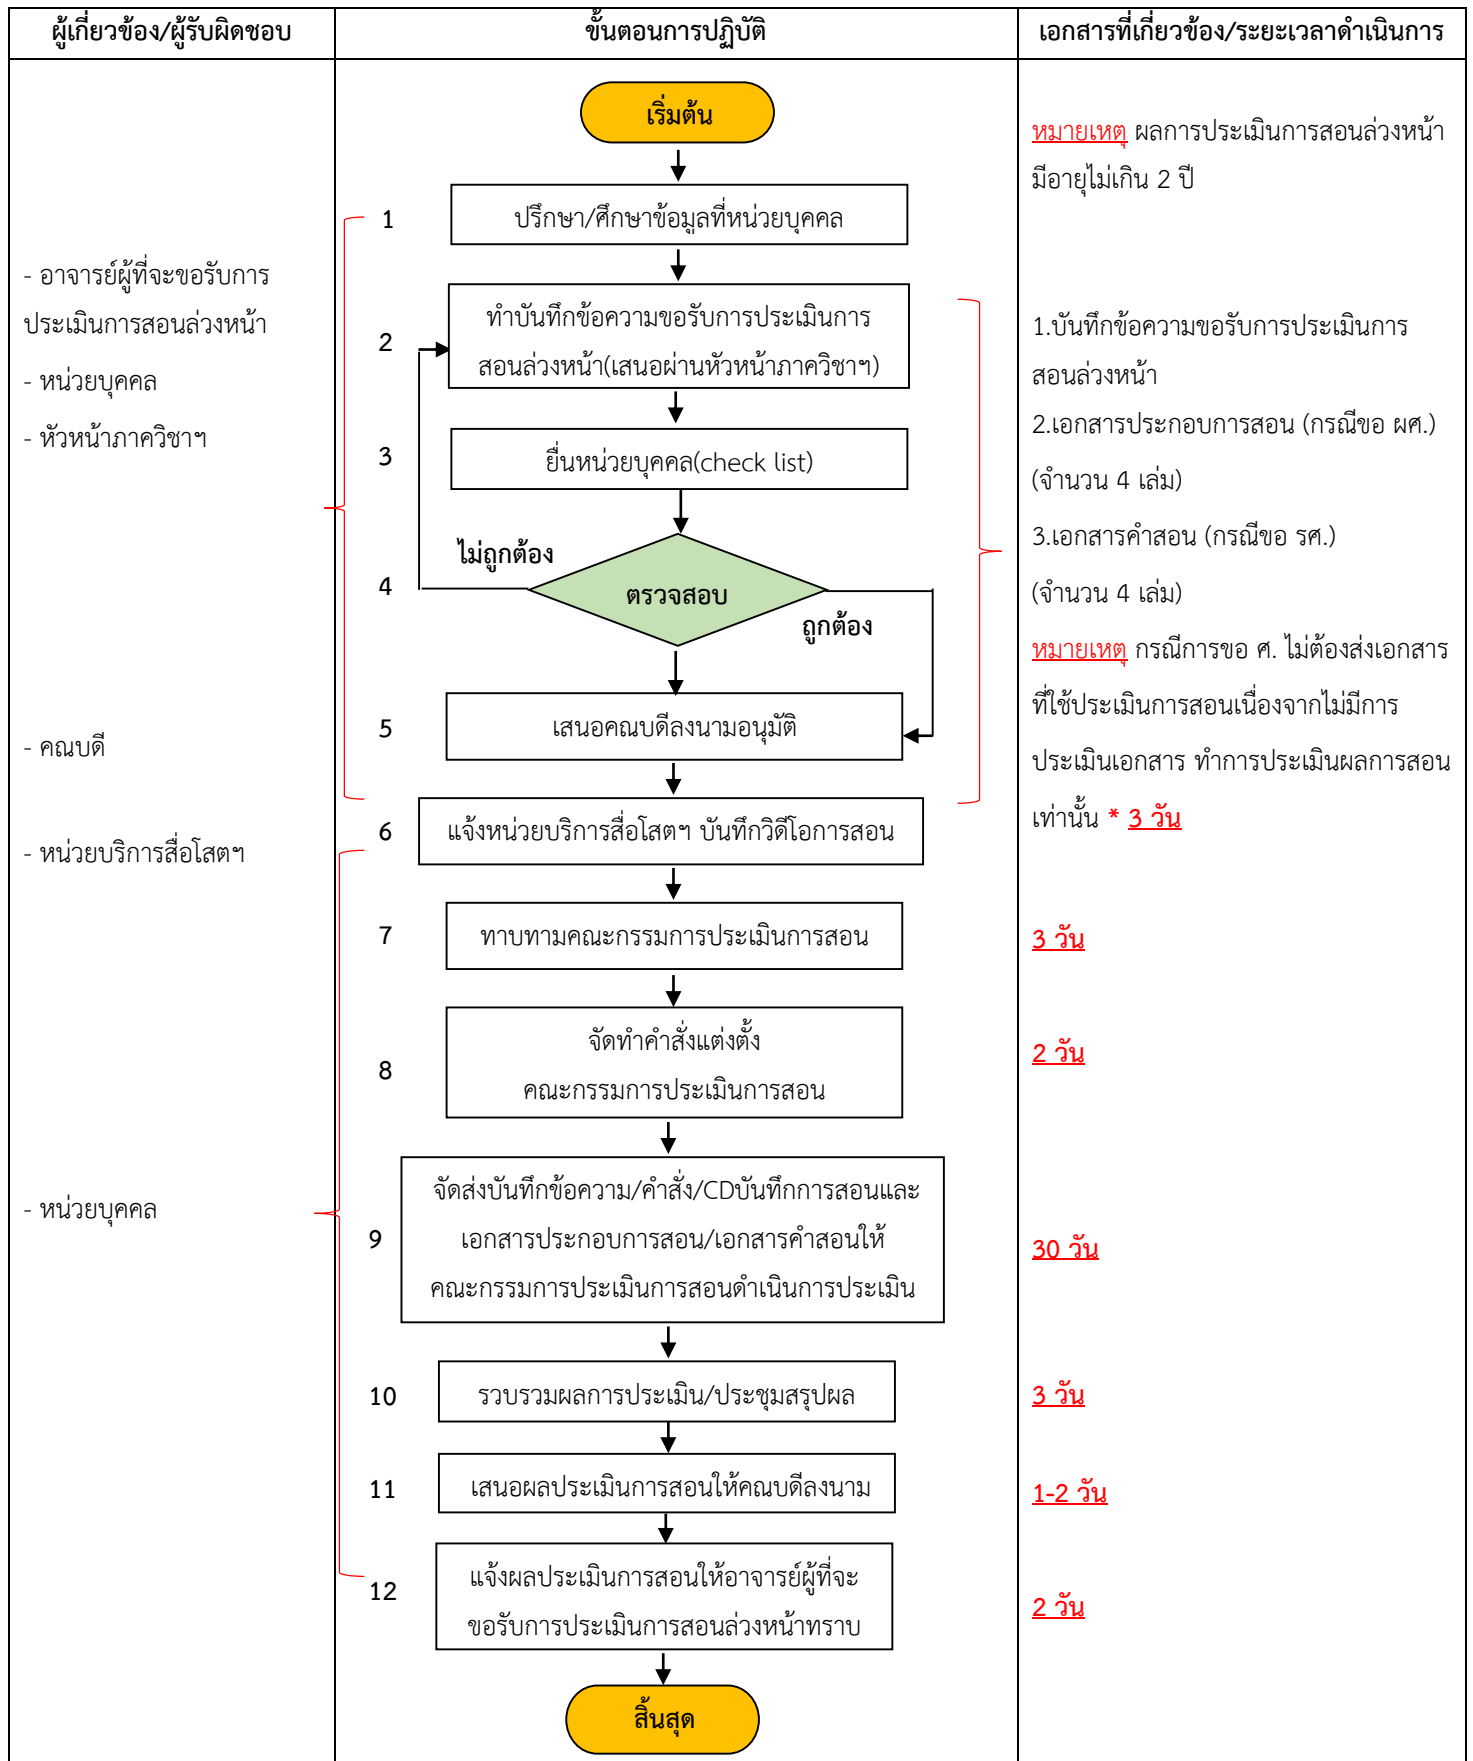 ผู้เกี่ยวข้อง/ผู้รับผิดชอบ
ขั้นตอนการปฏิบัติ
เอกสารที่เกี่ยวข้อง/ระยะเวลาดำเนินการ
- อาจารย์ผู้ที่จะขอรับการ
ประเมินการสอนล่วงหน้า
- หน่วยบุคคล
- หัวหน้าภาควิชาฯ
- คณบดี
- หน่วยบริการสื่อโสตฯ
- หน่วยบุคคล
เริ่มต้น
1
ปรึกษา/ศึกษาข้อมูลที่หน่วยบุคคล
2
ทำบันทึกข้อความขอรับการประเมินการ
สอนล่วงหน้า(เสนอผ่านหัวหน้าภาควิชาฯ)
3
ยื่นหน่วยบุคคล(check list)
ไม่ถูกต้อง
4
ตรวจสอบ
ถูกต้อง
5
เสนอคณบดีลงนามอนุมัติ
6
แจ้งหน่วยบริการสื่อโสตฯ บันทึกวิดีโอการสอน
7
ทาบทามคณะกรรมการประเมินการสอน
8
จัดทำคำสั่งแต่งตั้ง
คณะกรรมการประเมินการสอน
9
จัดส่งบันทึกข้อความ/คำสั่ง/CDบันทึกการสอนและ
เอกสารประกอบการสอน/เอกสารคำสอนให้
คณะกรรมการประเมินการสอนดำเนินการประเมิน
10
รวบรวมผลการประเมิน/ประชุมสรุปผล
11
เสนอผลประเมินการสอนให้คณบดีลงนาม
12
แจ้งผลประเมินการสอนให้อาจารย์ผู้ที่จะ
ขอรับการประเมินการสอนล่วงหน้าทราบ
สิ้นสุด
หมายเหตุ ผลการประเมินการสอนล่วงหน้า
มีอายุไม่เกิน 2 ปี
1.บันทึกข้อความขอรับการประเมินการ
สอนล่วงหน้า
2.เอกสารประกอบการสอน (กรณีขอ ผศ.)
(จำนวน 4 เล่ม)
3.เอกสารคำสอน (กรณีขอ รศ.)
(จำนวน 4 เล่ม)
หมายเหตุ กรณีการขอ ศ. ไม่ต้องส่งเอกสาร
ที่ใช้ประเมินการสอนเนื่องจากไม่มีการ
ประเมินเอกสาร ทำการประเมินผลการสอน
เท่านั้น * 3 วัน
3 วัน
2 วัน
30 วัน
3 วัน
1-2 วัน
2 วัน